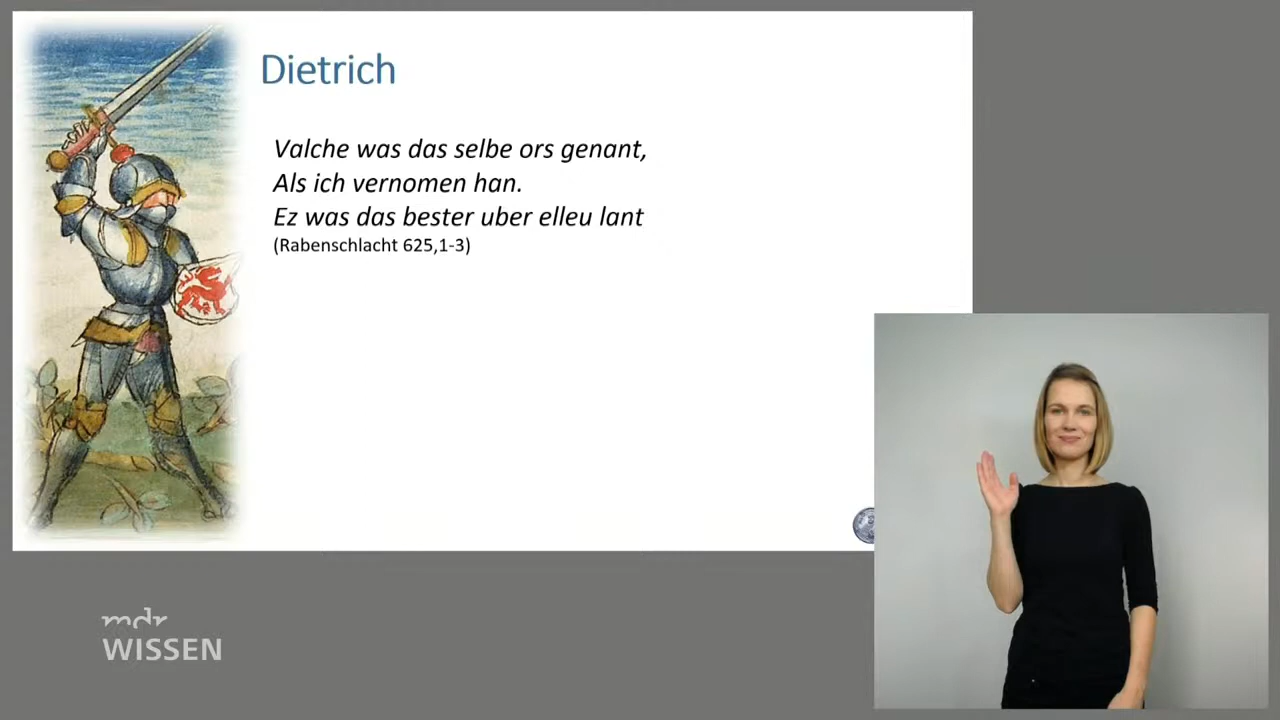 Dietrich
Valche was das selbe ors genant,
Als ich vernomen han.
Ez was das bester uber elleu lant
(Rabenschlacht 625,1-3)
mdr
WISSEN